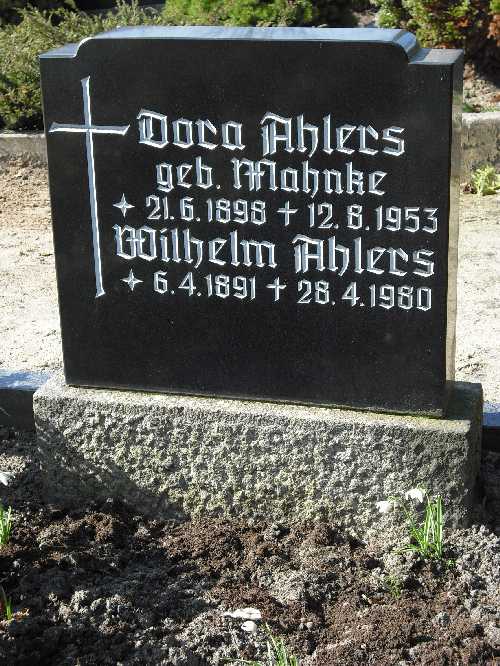 Dora Ahlers
geb. Mahnke
21.6.1898 † 12.8.1953
Wilhelm Ahlers
6.4.1891 † 28.4.1980